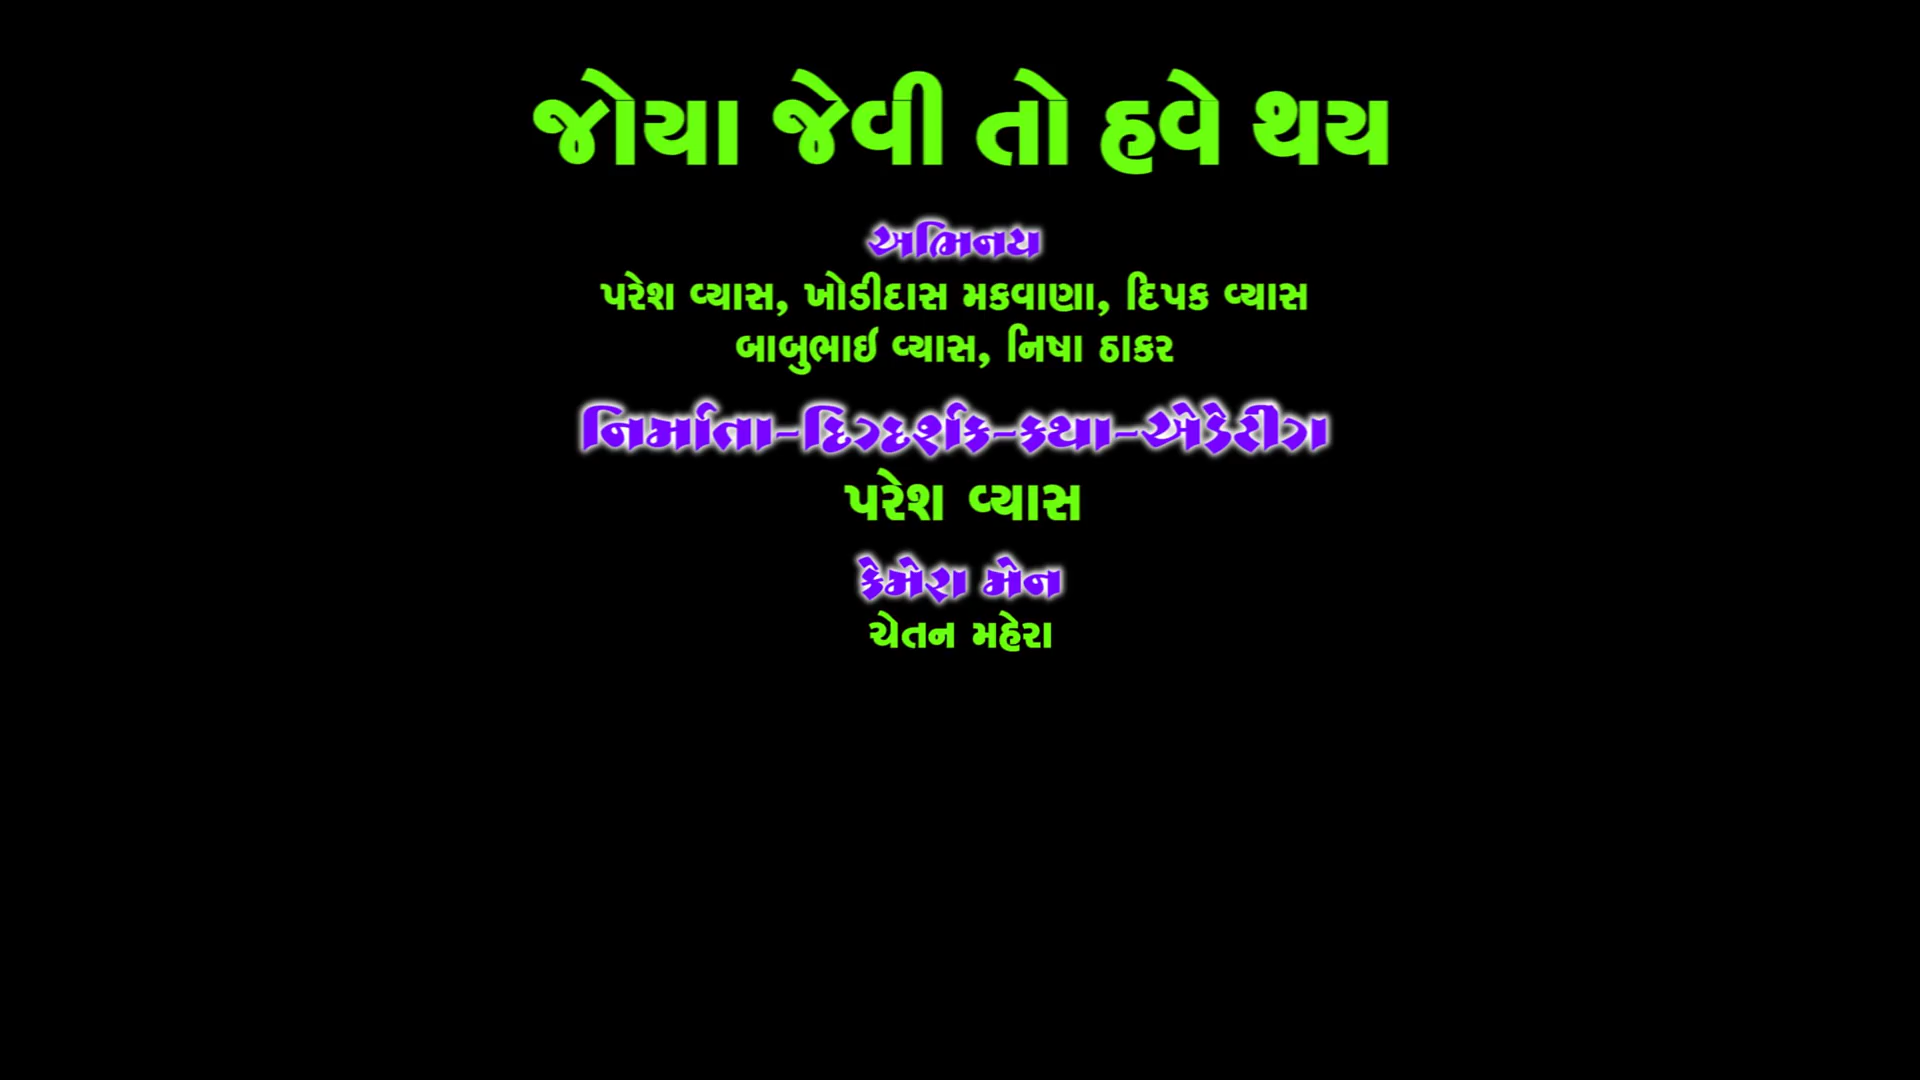 જોયા જેવી તો હવે થય
અભિનય
પરેશ વ્યાસ, ખોડીદાસ મકવાણા, દિપક વ્યાસ
બાબુભાઇ વ્યાસ, નિષા ઠાકર
નિર્માતા-દિગ્દર્શક-કથા-એડેરીંગ
પરેશ વ્યાસ
કેમેરા મેન
ચેતન મહેરા